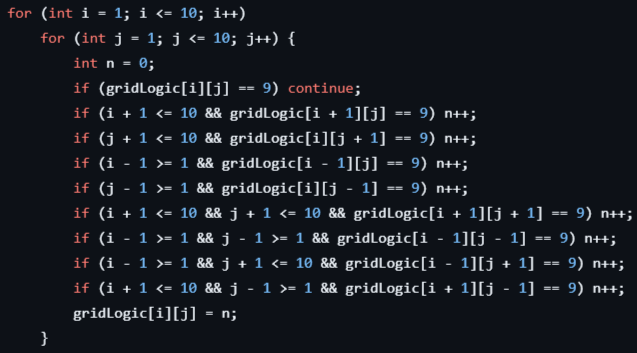 for (int i = 1; i <= 10; i++)
    for (int j = 1; j <= 10; j++) {
        int n = 0;
        if (gridLogic[i][j] == 9) continue;
        if (i + 1 <= 10 && gridLogic[i + 1][j] == 9) n++;
        if (j + 1 <= 10 && gridLogic[i][j + 1] == 9) n++;
        if (i - 1 >= 1 && gridLogic[i - 1][j] == 9) n++;
        if (j - 1 >= 1 && gridLogic[i][j - 1] == 9) n++;
        if (i + 1 <= 10 && j + 1 <= 10 && gridLogic[i + 1][j + 1] == 9) n++;
        if (i - 1 >= 1 && j - 1 >= 1 && gridLogic[i - 1][j - 1] == 9) n++;
        if (i - 1 >= 1 && j + 1 <= 10 && gridLogic[i - 1][j + 1] == 9) n++;
        if (i + 1 <= 10 && j - 1 >= 1 && gridLogic[i + 1][j - 1] == 9) n++;
        gridLogic[i][j] = n;
    }